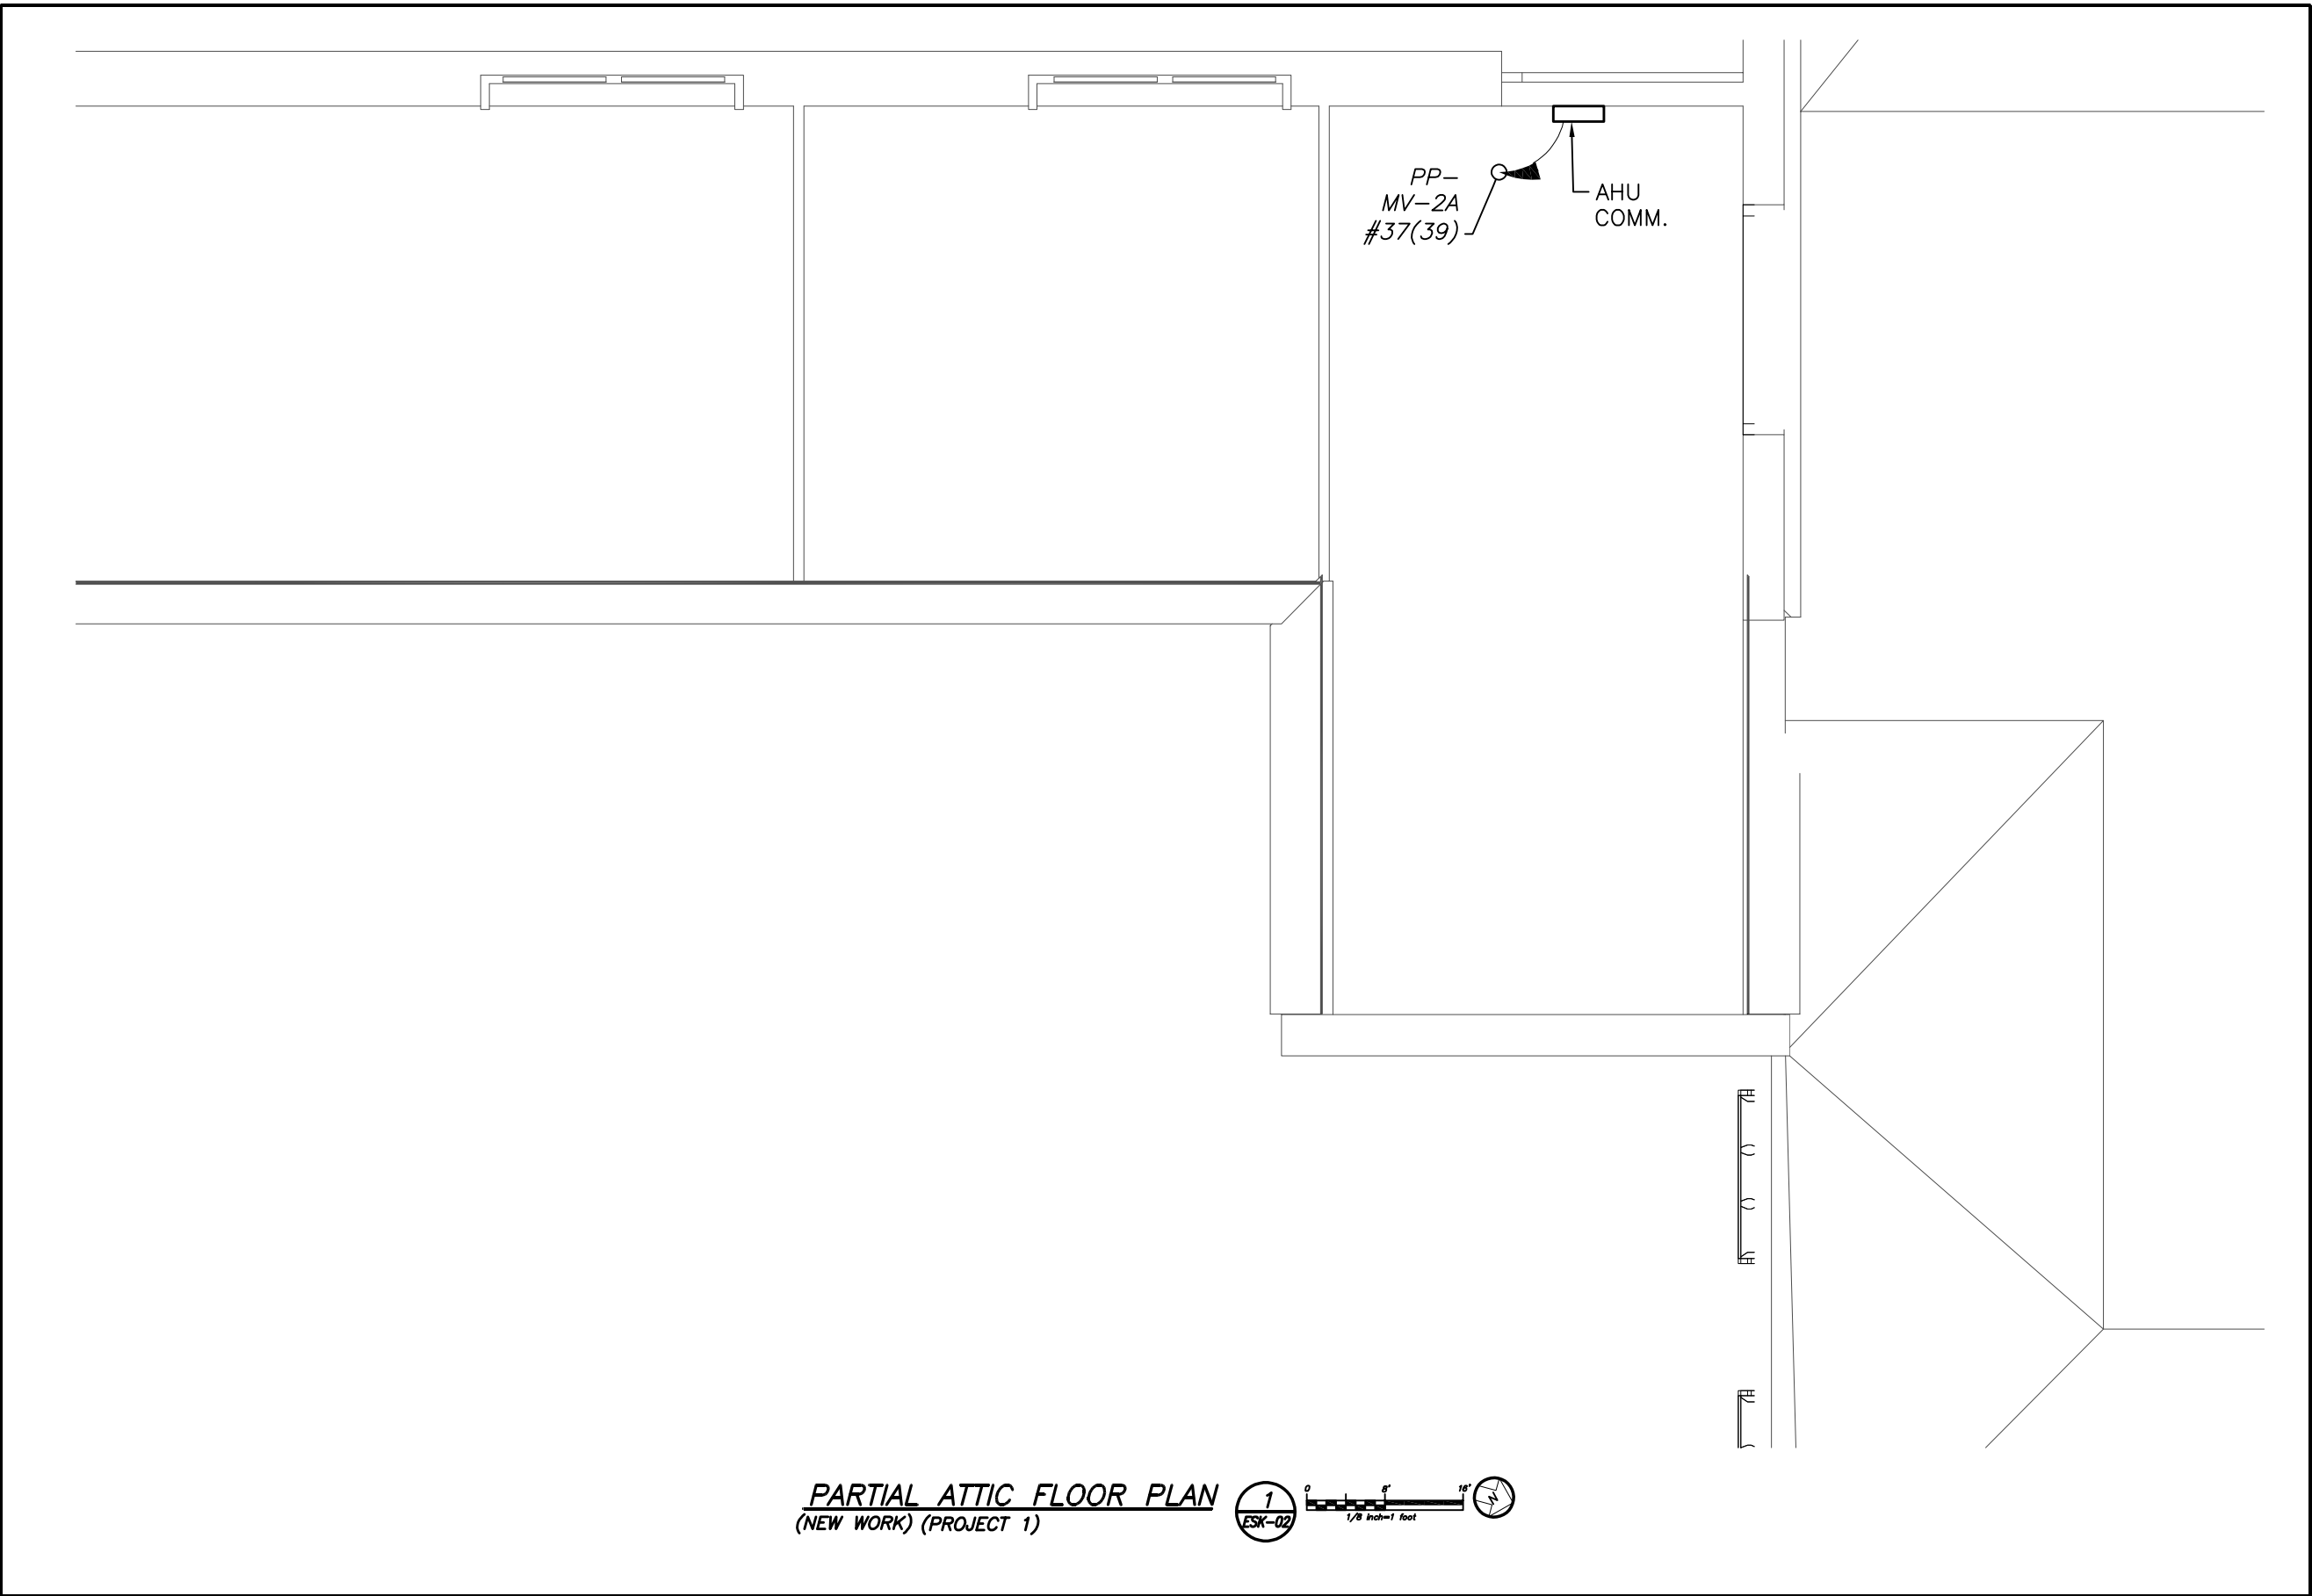 PP-
MV-2A
#37(39)
AHU
COMM.
PARTIAL ATTIC FLOOR PLAN
(NEW WORK) (PROJECT 1)
1
ESK-02
0 8' 16'
1/8 inch=1 foot
N